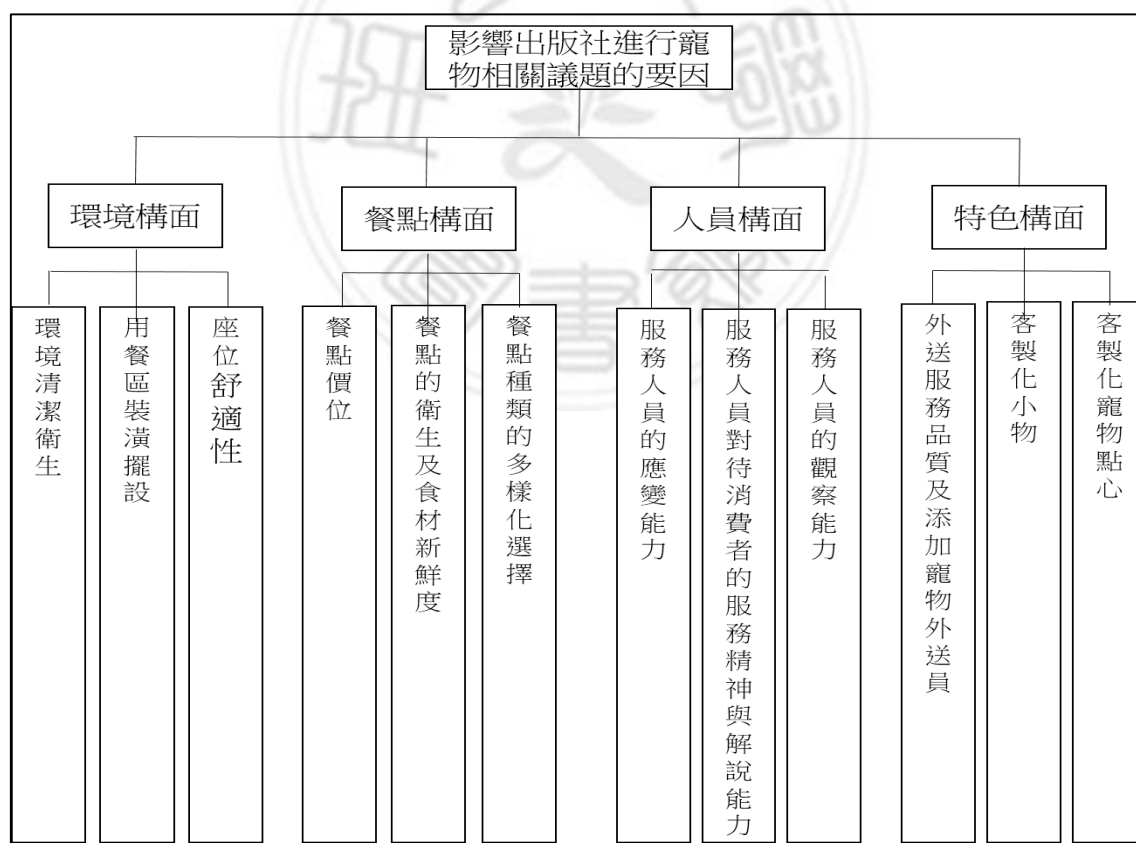 影響出版社進行寵
物相關議題的要因
環境構面
餐點構面
人員構面
特色構面
環境清潔衛生
用餐區裝潢擺設
座位舒適性
餐點價位
餐點的衛生及食材新鮮度
餐點種類的多樣化選擇
服務人員的應變能力
服務人員對待消費者的服務精神與解說能力
服務人員的觀察能力
外送服務品質及添加寵物外送員
客製化小物
客製化寵物點心